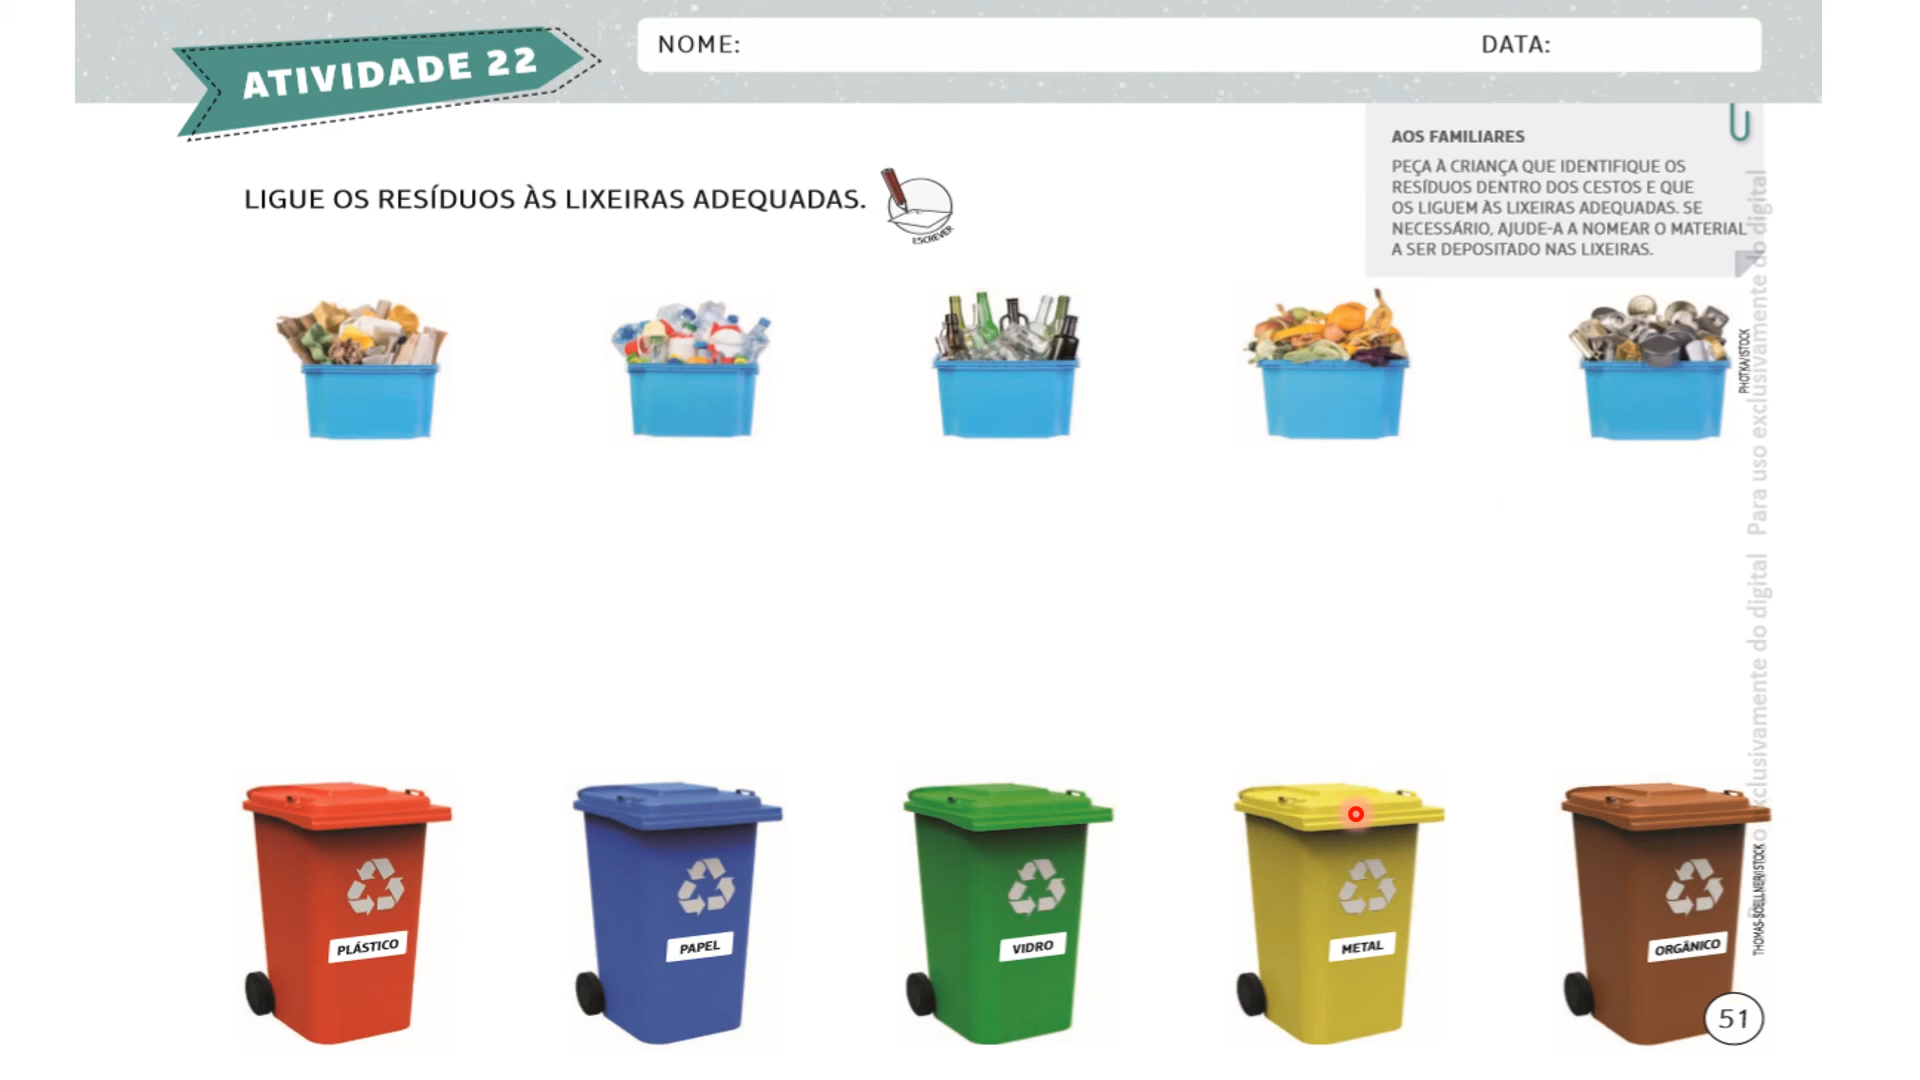 ATIVIDADE 22
NOME:
DATA:
AOS FAMILIARES
PEÇA À CRIANÇA QUE IDENTIFIQUE OS
RESÍDUOS DENTRO DOS CESTOS E QUE
OS LIGUEM ÀS LIXEIRAS ADEQUADAS. SE
NECESSÁRIO, AJUDE-A A NOMEAR O MATERIAL
A SER DEPOSITADO NAS LIXEIRAS.
LIGUE OS RESÍDUOS ÀS LIXEIRAS ADEQUADAS.
ESCREVER
PHOTKA/ISTOCK
Para uso exclusivamente do digital
exclusivamente do digital
PLÁSTICO
PAPEL
VIDRO
METAL
ORGÂNICO
THOMAS-SOELLNER/ISTOCK
51